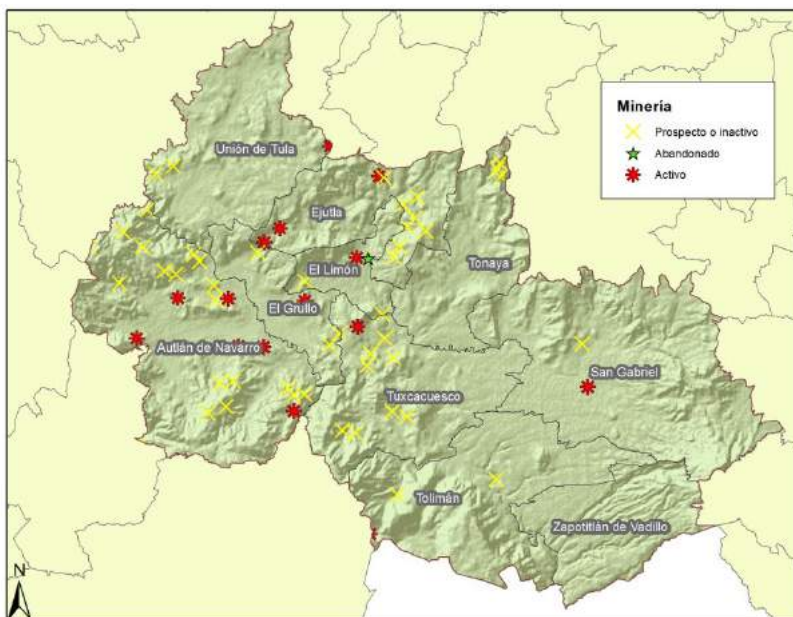 Minería
Prospecto o inactivo
Abandonado
Activo
Unión de Tula
Ejutla
El Limón
Tonaya
El Grullo
Autlán de Navarro
San Gabriel
Tuxcacuesco
Tolimán
Zapotitlán de Vadillo
N